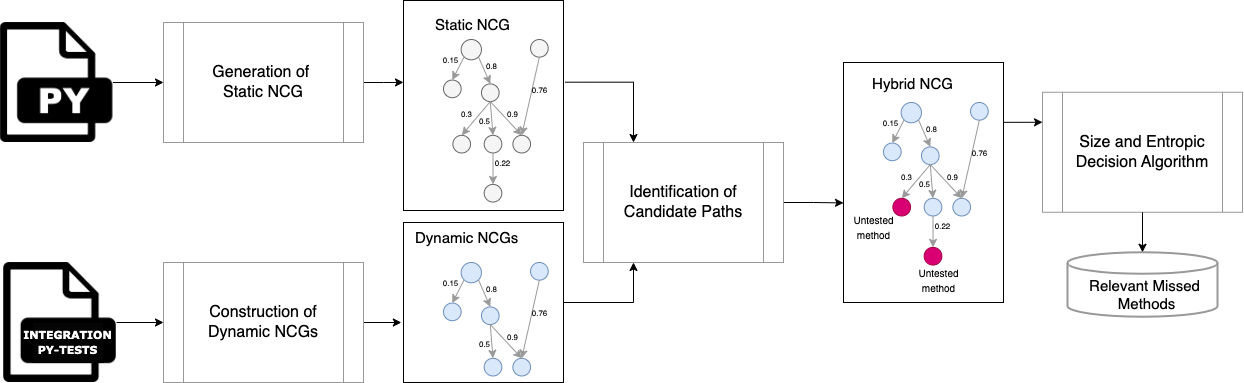 PY
Generation of
Static NCG
Static NCG
0.15
0.8
0.76
0.3
0.5
0.9
0.22
INTEGRATION
PY-TESTS
Construction of
Dynamic NCGs
Dynamic NCGs
0.15
0.8
0.76
0.5
0.9
Identification of
Candidate Paths
Hybrid NCG
0.15
0.8
0.76
0.3
0.5
0.9
Untested
method
0.22
Untested
method
Size and Entropic
Decision Algorithm
Relevant Missed
Methods